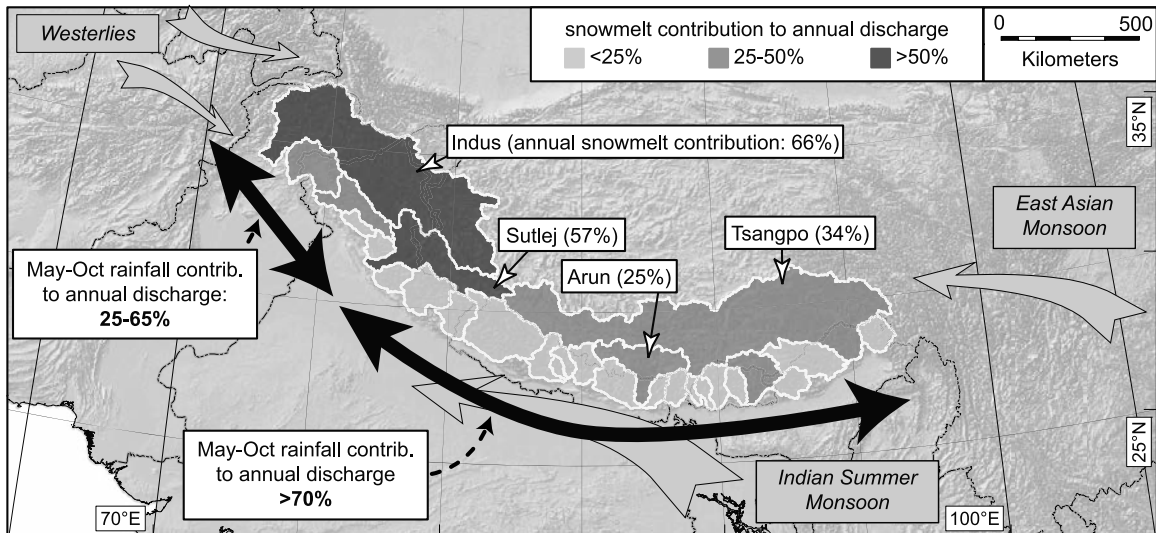 Westerlies
snowmelt contribution to annual discharge
<25%
25-50%
>50%
0
500
Kilometers
35°N
Indus (annual snowmelt contribution: 66%)
East Asian
Monsoon
Sutlej (57%)
Tsangpo (34%)
Arun (25%)
May-Oct rainfall contrib.
to annual discharge:
25-65%
May-Oct rainfall contrib.
to annual discharge
>70%
25°N
Indian Summer
Monsoon
70°E
100°E